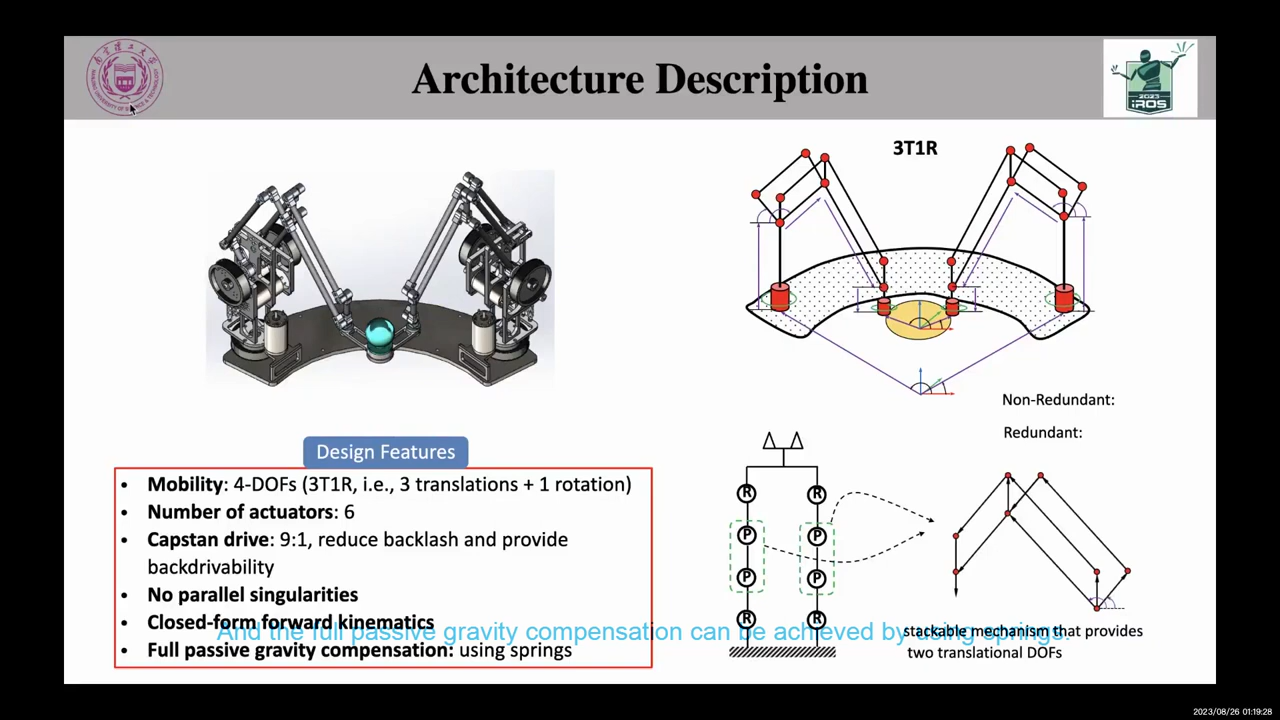 Architecture Description
2023
IROS
3T1R
Non-Redundant:
Redundant:
Design Features
• Mobility: 4-DOFs (3T1R, i.e., 3 translations + 1 rotation)
• Number of actuators: 6
• Capstan drive: 9:1, reduce backlash and provide
backdrivability
• No parallel singularities
• Closed-form forward kinematics
• Full passive gravity compensation: using springs
And the full passive gravity compensation can be achieved by using springs.
R R
P P
P P
R R
stackable mechanism that provides
two translational DOFs
2023/08/26 01:19:28